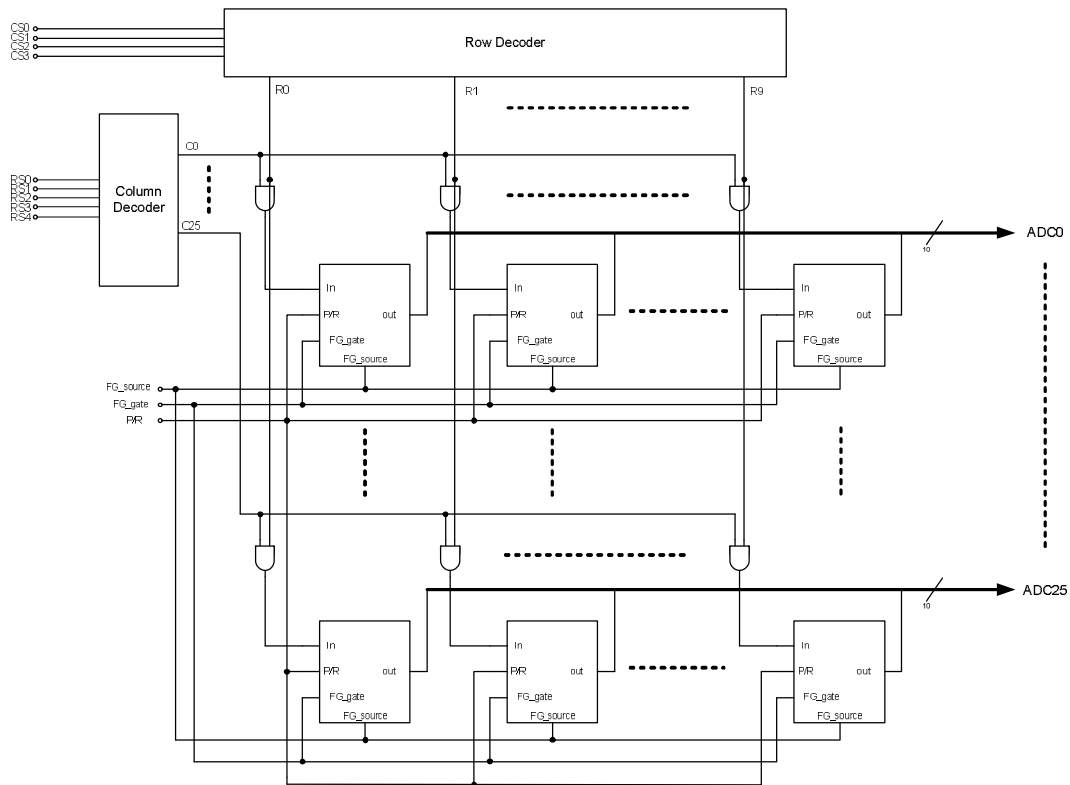 CS0
CS1
CS2
CS3
Row Decoder
R0
R1
R9
C0
RS0
RS1
RS2
RS3
RS4
Column
Decoder
C25
ADC0
10
In
P/R
out
FG_gate
FG_source
In
P/R
out
FG_gate
FG_source
In
P/R
out
FG_gate
FG_source
FG_source
FG_gate
P/R
ADC25
10
In
P/R
out
FG_gate
FG_source
In
P/R
out
FG_gate
FG_source
In
P/R
out
FG_gate
FG_source